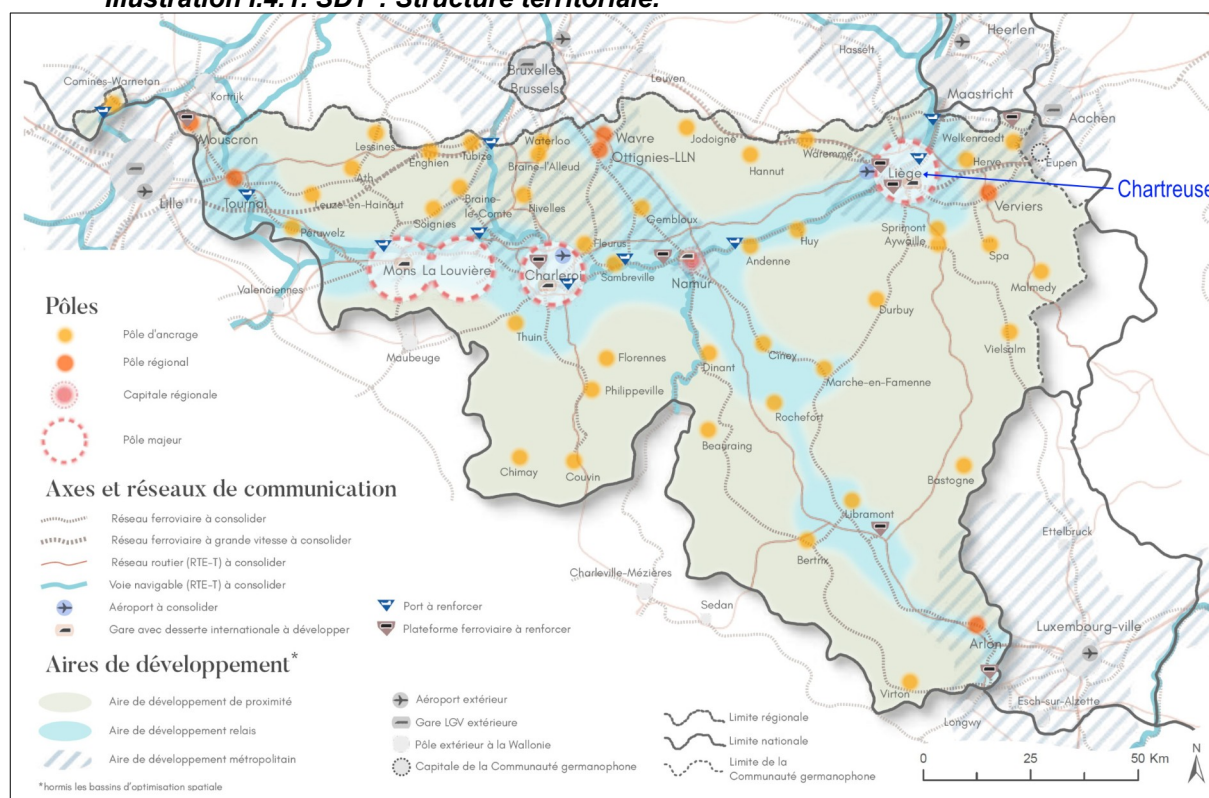 Illustration I.4.1: SDT : Structure territoriale.
Heerlen
Hasselt
Bruxelles
Brussels
Leuven
Maastricht
Comines-Warneton
Kortrijk
Aachen
Mouscron
Lessines
Enghien
Tubize
Waterloo
Braine-l'Alleud
Wavre
Ottignies-LLN
Jodoigne
Waremme
Welkenraedt
Eupen
Herve
Liège
Hannut
Chartreuse
Ath
Lille
Tournai
Leuze-en-Hainaut
Braine-
le-Comte
Nivelles
Verviers
Soignies
Gembloux
Péruwelz
Sprimont
Aywaille
Huy
Fleurus
Spa
Andenne
Mons
La Louvière
Charleroi
Sambreville
Namur
Malmedy
Valenciennes
Durbuy
Pôles
Pôle d'ancrage
Pôle régional
Capitale régionale
Pôle majeur
Thuin
Maubeuge
Florennes
Dinant
Ciney
Vielsalm
Marche-en-Famenne
Philippeville
Rochefort
Beauraing
Chimay
Couvin
Bastogne
Axes et réseaux de communication
Réseau ferroviaire à consolider
Réseau ferroviaire à grande vitesse à consolider
Réseau routier (RTE-T) à consolider
Voie navigable (RTE-T) à consolider
Aéroport à consolider
Gare avec desserte internationale à développer
Port à renforcer
Plateforme ferroviaire à renforcer
Libramont
Ettelbruck
Bertrix
Charleville-Mézières
Sedan
Luxembourg-ville
Arlon
Virton
Esch-sur-Alzette
Longwy
Aires de développement*
Aire de développement de proximité
Aire de développement relais
Aire de développement métropolitain
*hormis les bassins d'optimisation spatiale
Aéroport extérieur
Gare LGV extérieure
Pôle extérieur à la Wallonie
Capitale de la Communauté germanophone
Limite régionale
Limite nationale
Limite de la
Communauté germanophone
0 25 50 Km
N